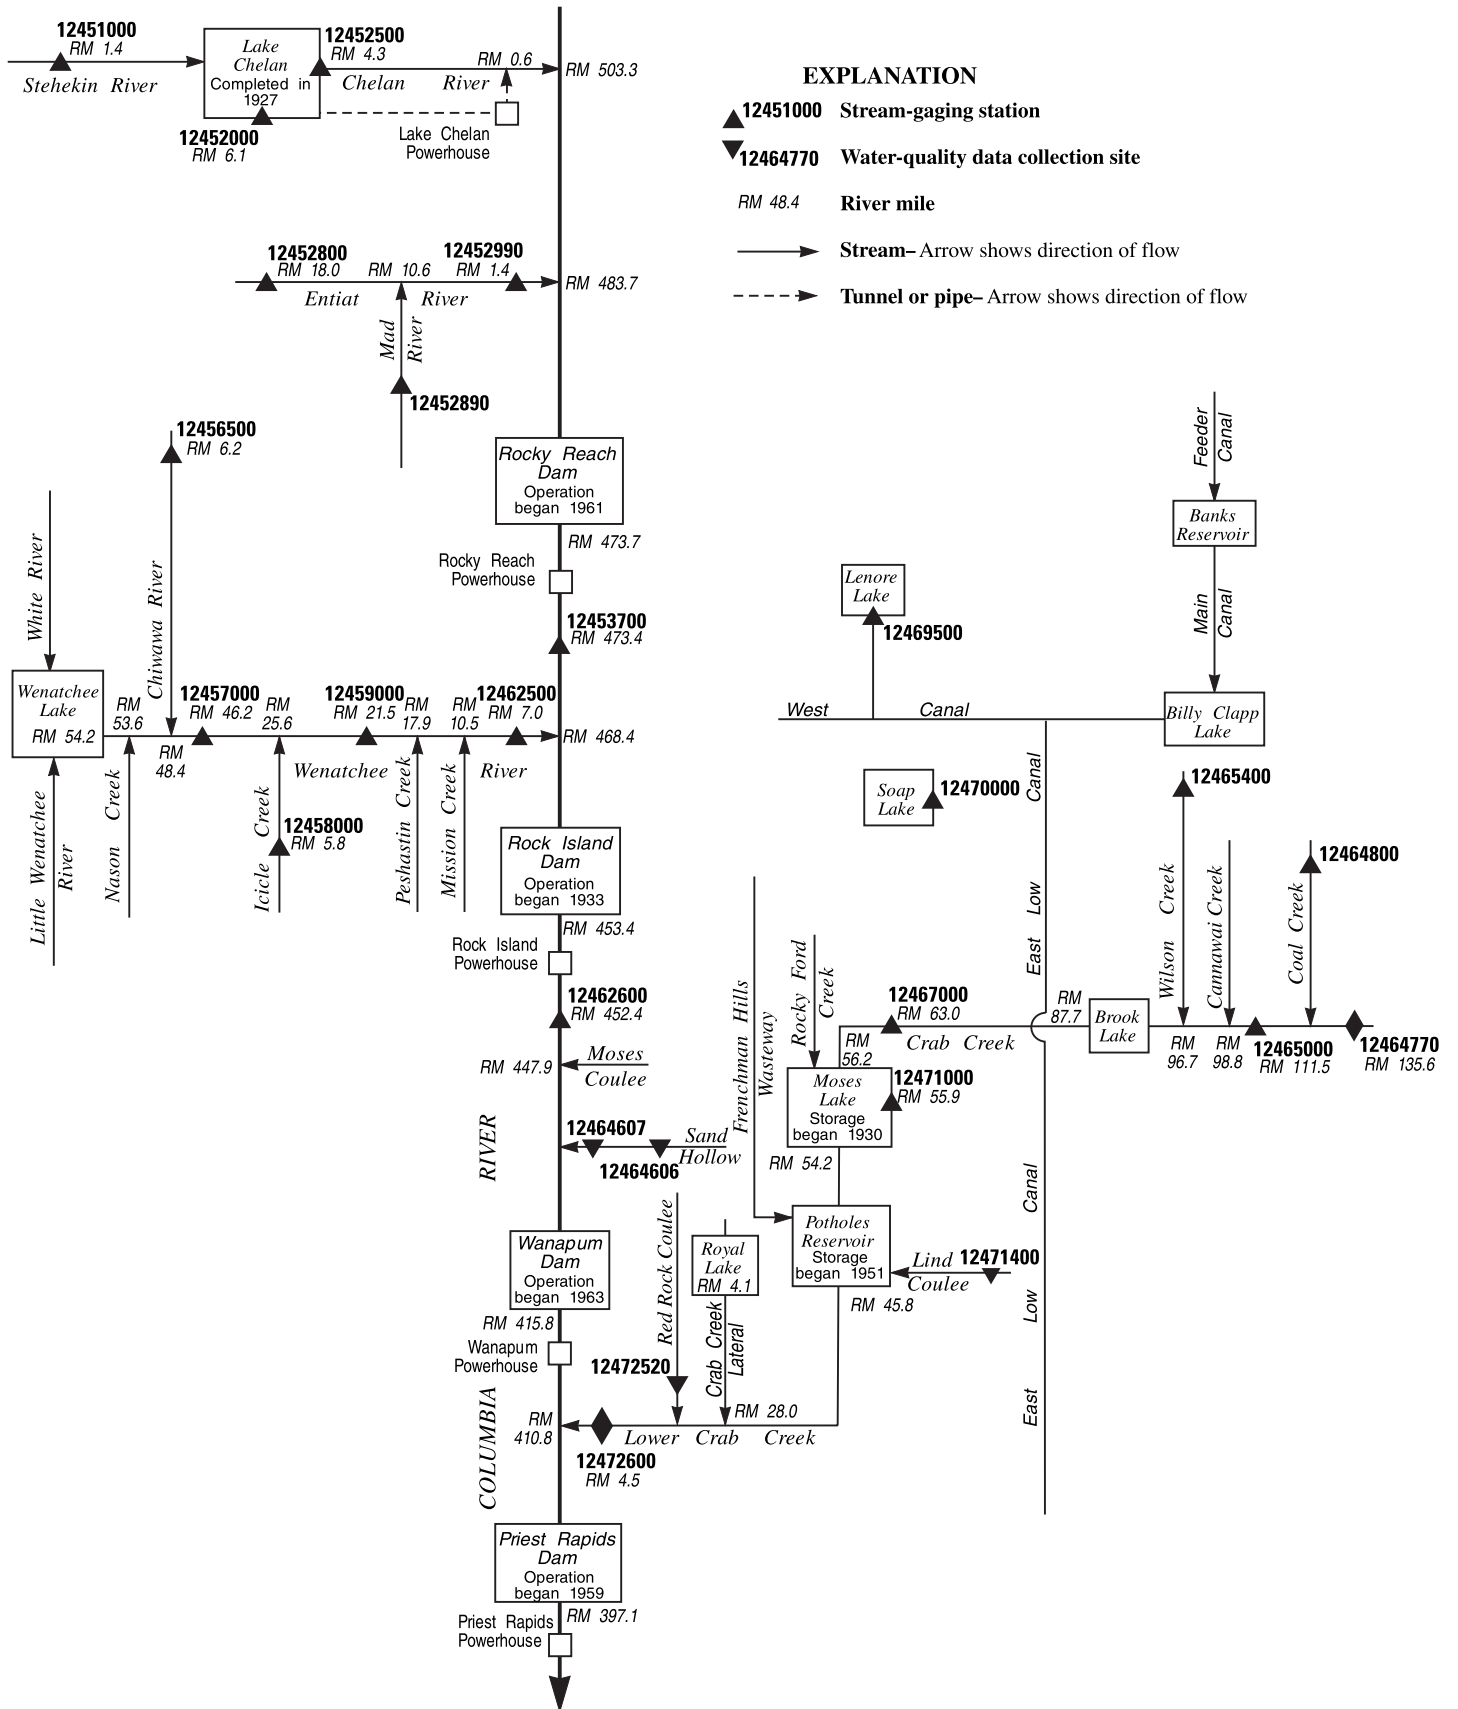 12451000
RM 1.4
Stehekin River
Lake
Chelan
Completed in
1927
12452500
RM 4.3
Chelan River
RM 0.6
RM 503.3
12452000
RM 6.1
Lake Chelan
Powerhouse
EXPLANATION
12451000 Stream-gaging station
12464770 Water-quality data collection site
RM 48.4 River mile
Stream– Arrow shows direction of flow
Tunnel or pipe– Arrow shows direction of flow
12452800
RM 18.0
RM 10.6
12452990
RM 1.4
RM 483.7
Entiat River
Mad
River
12452890
12456500
RM 6.2
Rocky Reach
Dam
Operation
began 1961
RM 473.7
Rocky Reach
Powerhouse
12453700
RM 473.4
White River
Chiwawa River
Wenatchee
Lake
RM 54.2
RM
53.6
RM
48.4
12457000
RM 46.2
RM
25.6
12459000
RM 21.5
RM
17.9
RM
10.5
12462500
RM 7.0
RM 468.4
Wenatchee River
Little Wenatchee
River
Nason Creek
Icicle Creek
12458000
RM 5.8
Peshastin Creek
Mission Creek
Rock Island
Dam
Operation
began 1933
RM 453.4
Rock Island
Powerhouse
12462600
RM 452.4
RM 447.9
Moses
Coulee
12464607
12464606
Sand
Hollow
RIVER
Wanapum
Dam
Operation
began 1963
RM 415.8
Wanapum
Powerhouse
COLUMBIA
RM
410.8
12472600
RM 4.5
Lower Crab Creek
12472520
Red Rock Coulee
Royal
Lake
RM 4.1
Crab Creek
Lateral
RM 28.0
Priest Rapids
Dam
Operation
began 1959
RM 397.1
Priest Rapids
Powerhouse
Feeder
Canal
Banks
Reservoir
Main
Canal
Billy Clapp
Lake
Lenore
Lake
12469500
West Canal
Soap
Lake
12470000
East Low Canal
East Low Canal
12465400
Wilson Creek
Cannawai Creek
12464800
Coal Creek
Brook
Lake
RM
87.7
RM
96.7
RM
98.8
12465000
RM 111.5
12464770
RM 135.6
12467000
RM 63.0
Crab Creek
RM
56.2
Rocky Ford
Creek
Frenchman Hills
Wasteway
Moses
Lake
Storage
began 1930
12471000
RM 55.9
RM 54.2
Potholes
Reservoir
Storage
began 1951
RM 45.8
Lind
Coulee
12471400